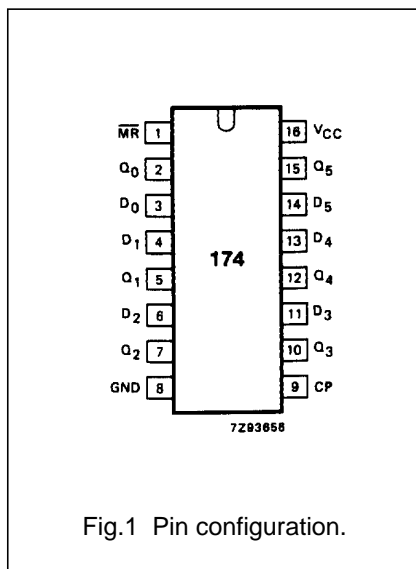 MR 1 16 VCC
Q0 2 15 Q5
D0 3 14 D5
D1 4 13 D4
174
Q1 5 12 Q4
D2 6 11 D3
Q2 7 10 Q3
GND 8 9 CP
7Z93656
Fig.1 Pin configuration.